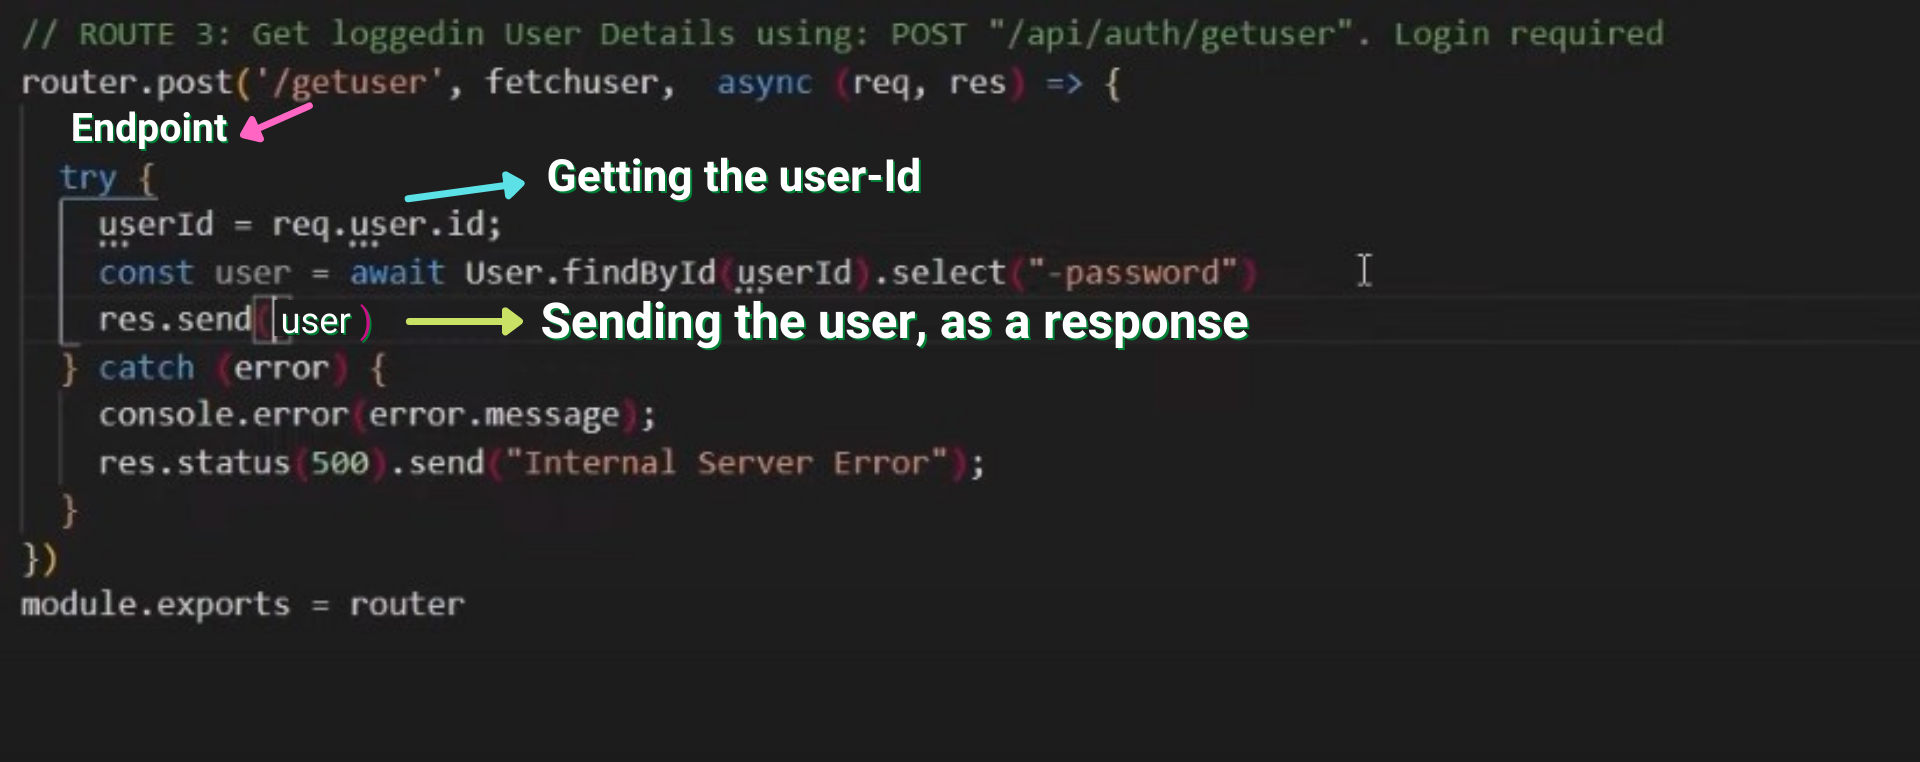 // ROUTE 3: Get loggedin User Details using: POST "/api/auth/getuser". Login required
router.post('/getuser', fetchuser,  async (req, res) => {
Endpoint
Getting the user-Id
try {
userId = req.user.id;
const user = await User.findById(userId).select("-password")
res.send(user)
Sending the user, as a response
} catch (error) {
console.error(error.message);
res.status(500).send("Internal Server Error");
}
})
module.exports = router